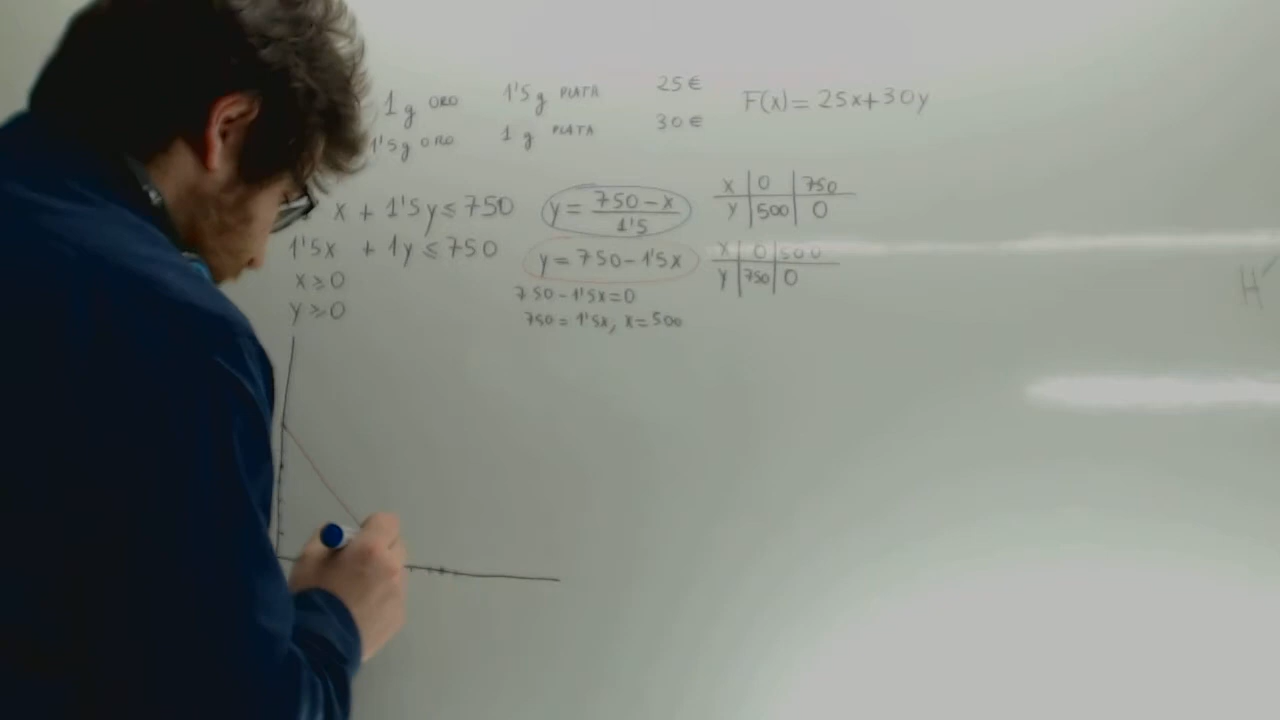 1 g ORO 1'5 g PLATA 25 € F(x) = 25x+30y
1'5g ORO 1 g PLATA 30 €
x + 1'5y ≤ 750 y = (750 - x)/1'5
x | 0 | 750
y | 500 | 0
1'5x + 1y ≤ 750 y = 750 - 1'5x
x | 0 | 500
y | 750 | 0
x ≥ 0 750 - 1'5x = 0
y ≥ 0 750 = 1'5x, x = 500